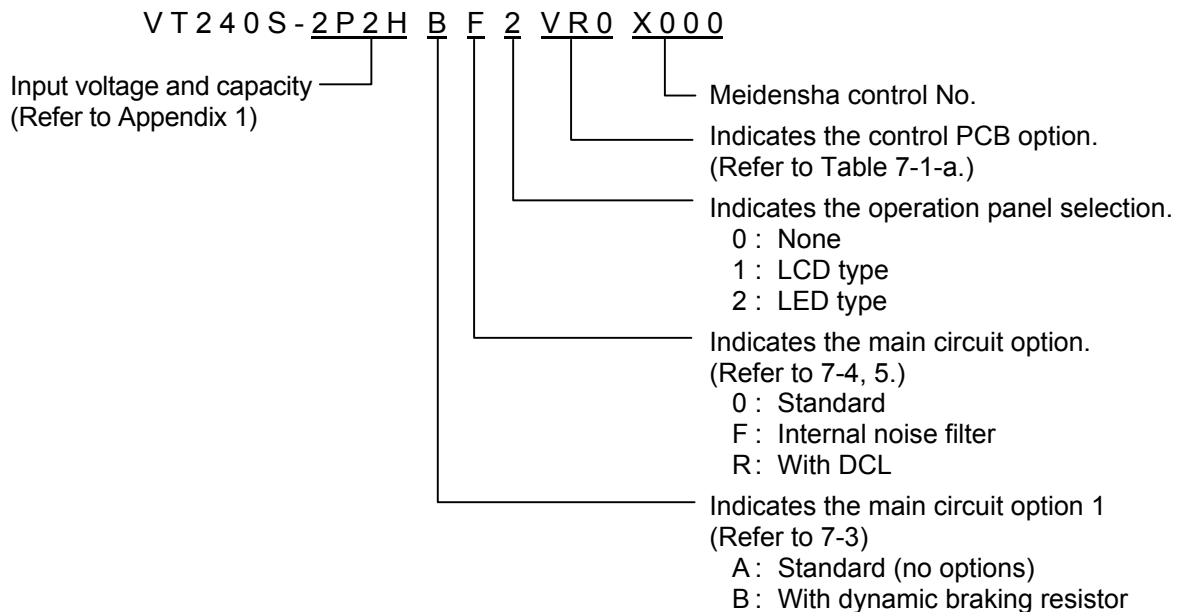 VT240S-2P2H B F 2 VR0 X000
Input voltage and capacity
(Refer to Appendix 1)
Meidensha control No.
Indicates the control PCB option.
(Refer to Table 7-1-a.)
Indicates the operation panel selection.
0 : None
1 : LCD type
2 : LED type
Indicates the main circuit option.
(Refer to 7-4, 5.)
0 : Standard
F : Internal noise filter
R : With DCL
Indicates the main circuit option 1
(Refer to 7-3)
A : Standard (no options)
B : With dynamic braking resistor